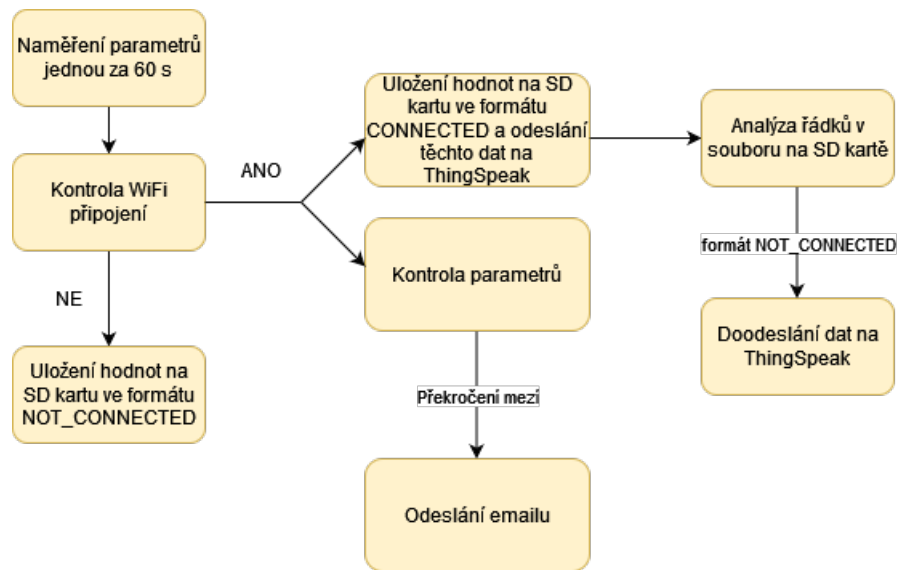 Naměření parametrů
jednou za 60 s
Kontrola WiFi
připojení
ANO
NE
Uložení hodnot na
SD kartu ve formátu
NOT_CONNECTED
Uložení hodnot na SD
kartu ve formátu
CONNECTED a odeslání
těchto dat na
ThingSpeak
Kontrola parametrů
Překročení mezí
Odeslání emailu
Analýza řádků v
souboru na SD kartě
formát NOT_CONNECTED
Doodeslání dat na
ThingSpeak